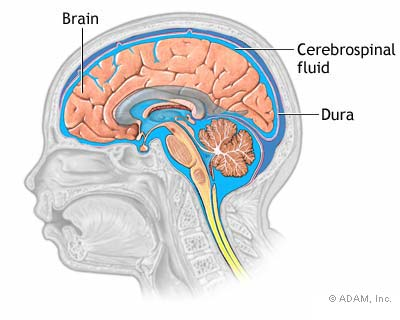 Brain
Cerebrospinal
fluid
Dura
© ADAM, Inc.